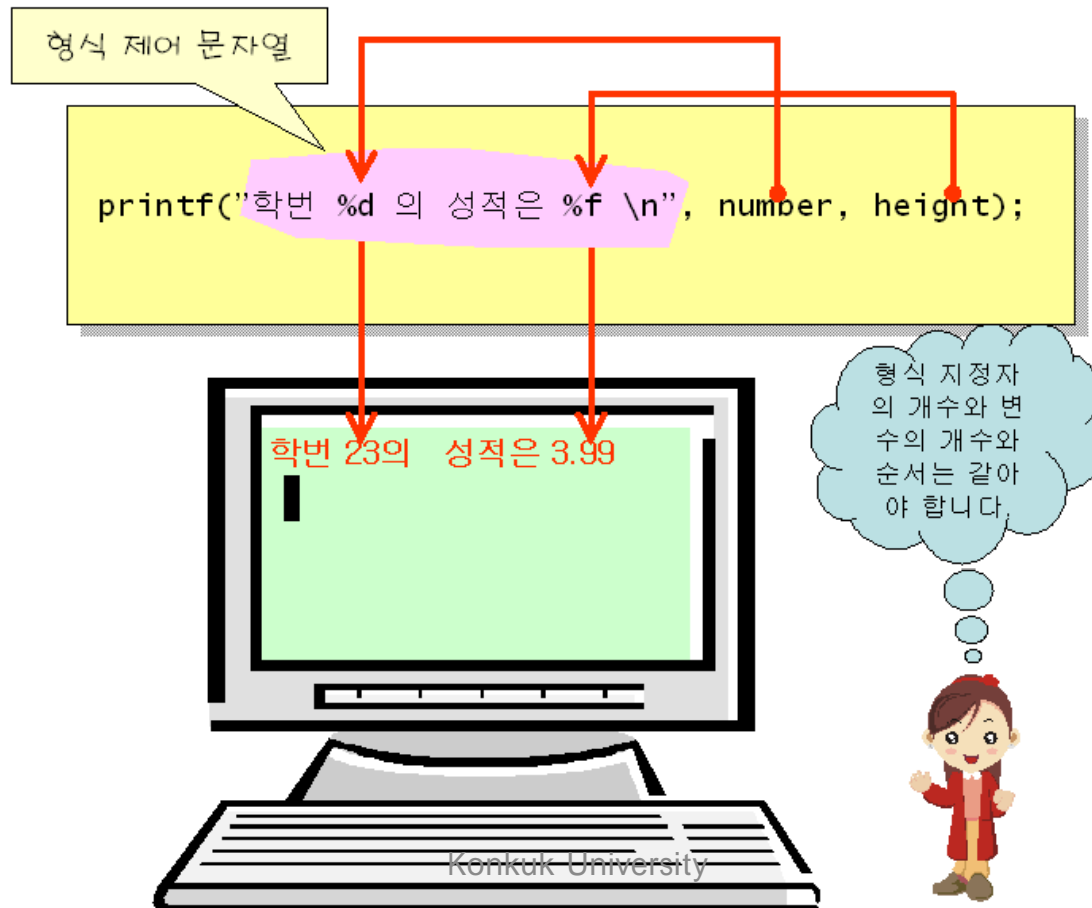 형식 제어 문자열
printf("학번 %d 의 성적은 %f \n", number, height);
학번 23의 성적은 3.99
형식 지정자
의 개수와 변
수의 개수와
순서는 같아
야 합니다.
Konkuk University